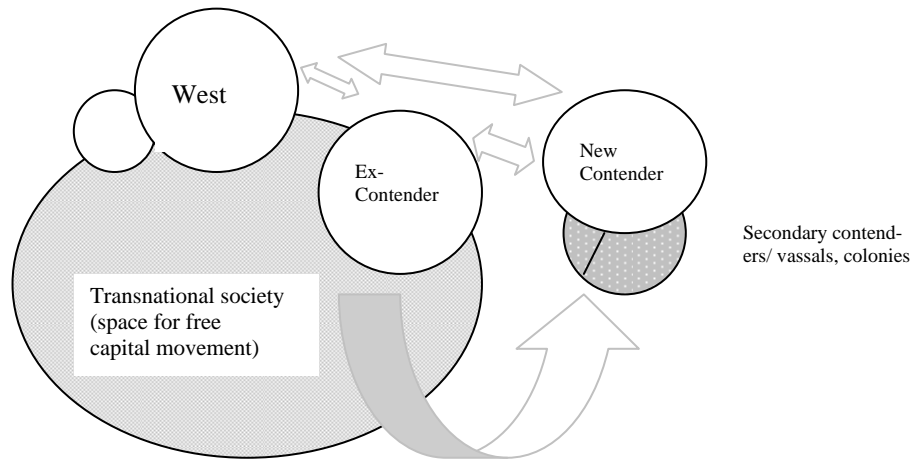 West
Ex-
Contender
New
Contender
Secondary contend-
ers/ vassals, colonies
Transnational society
(space for free
capital movement)